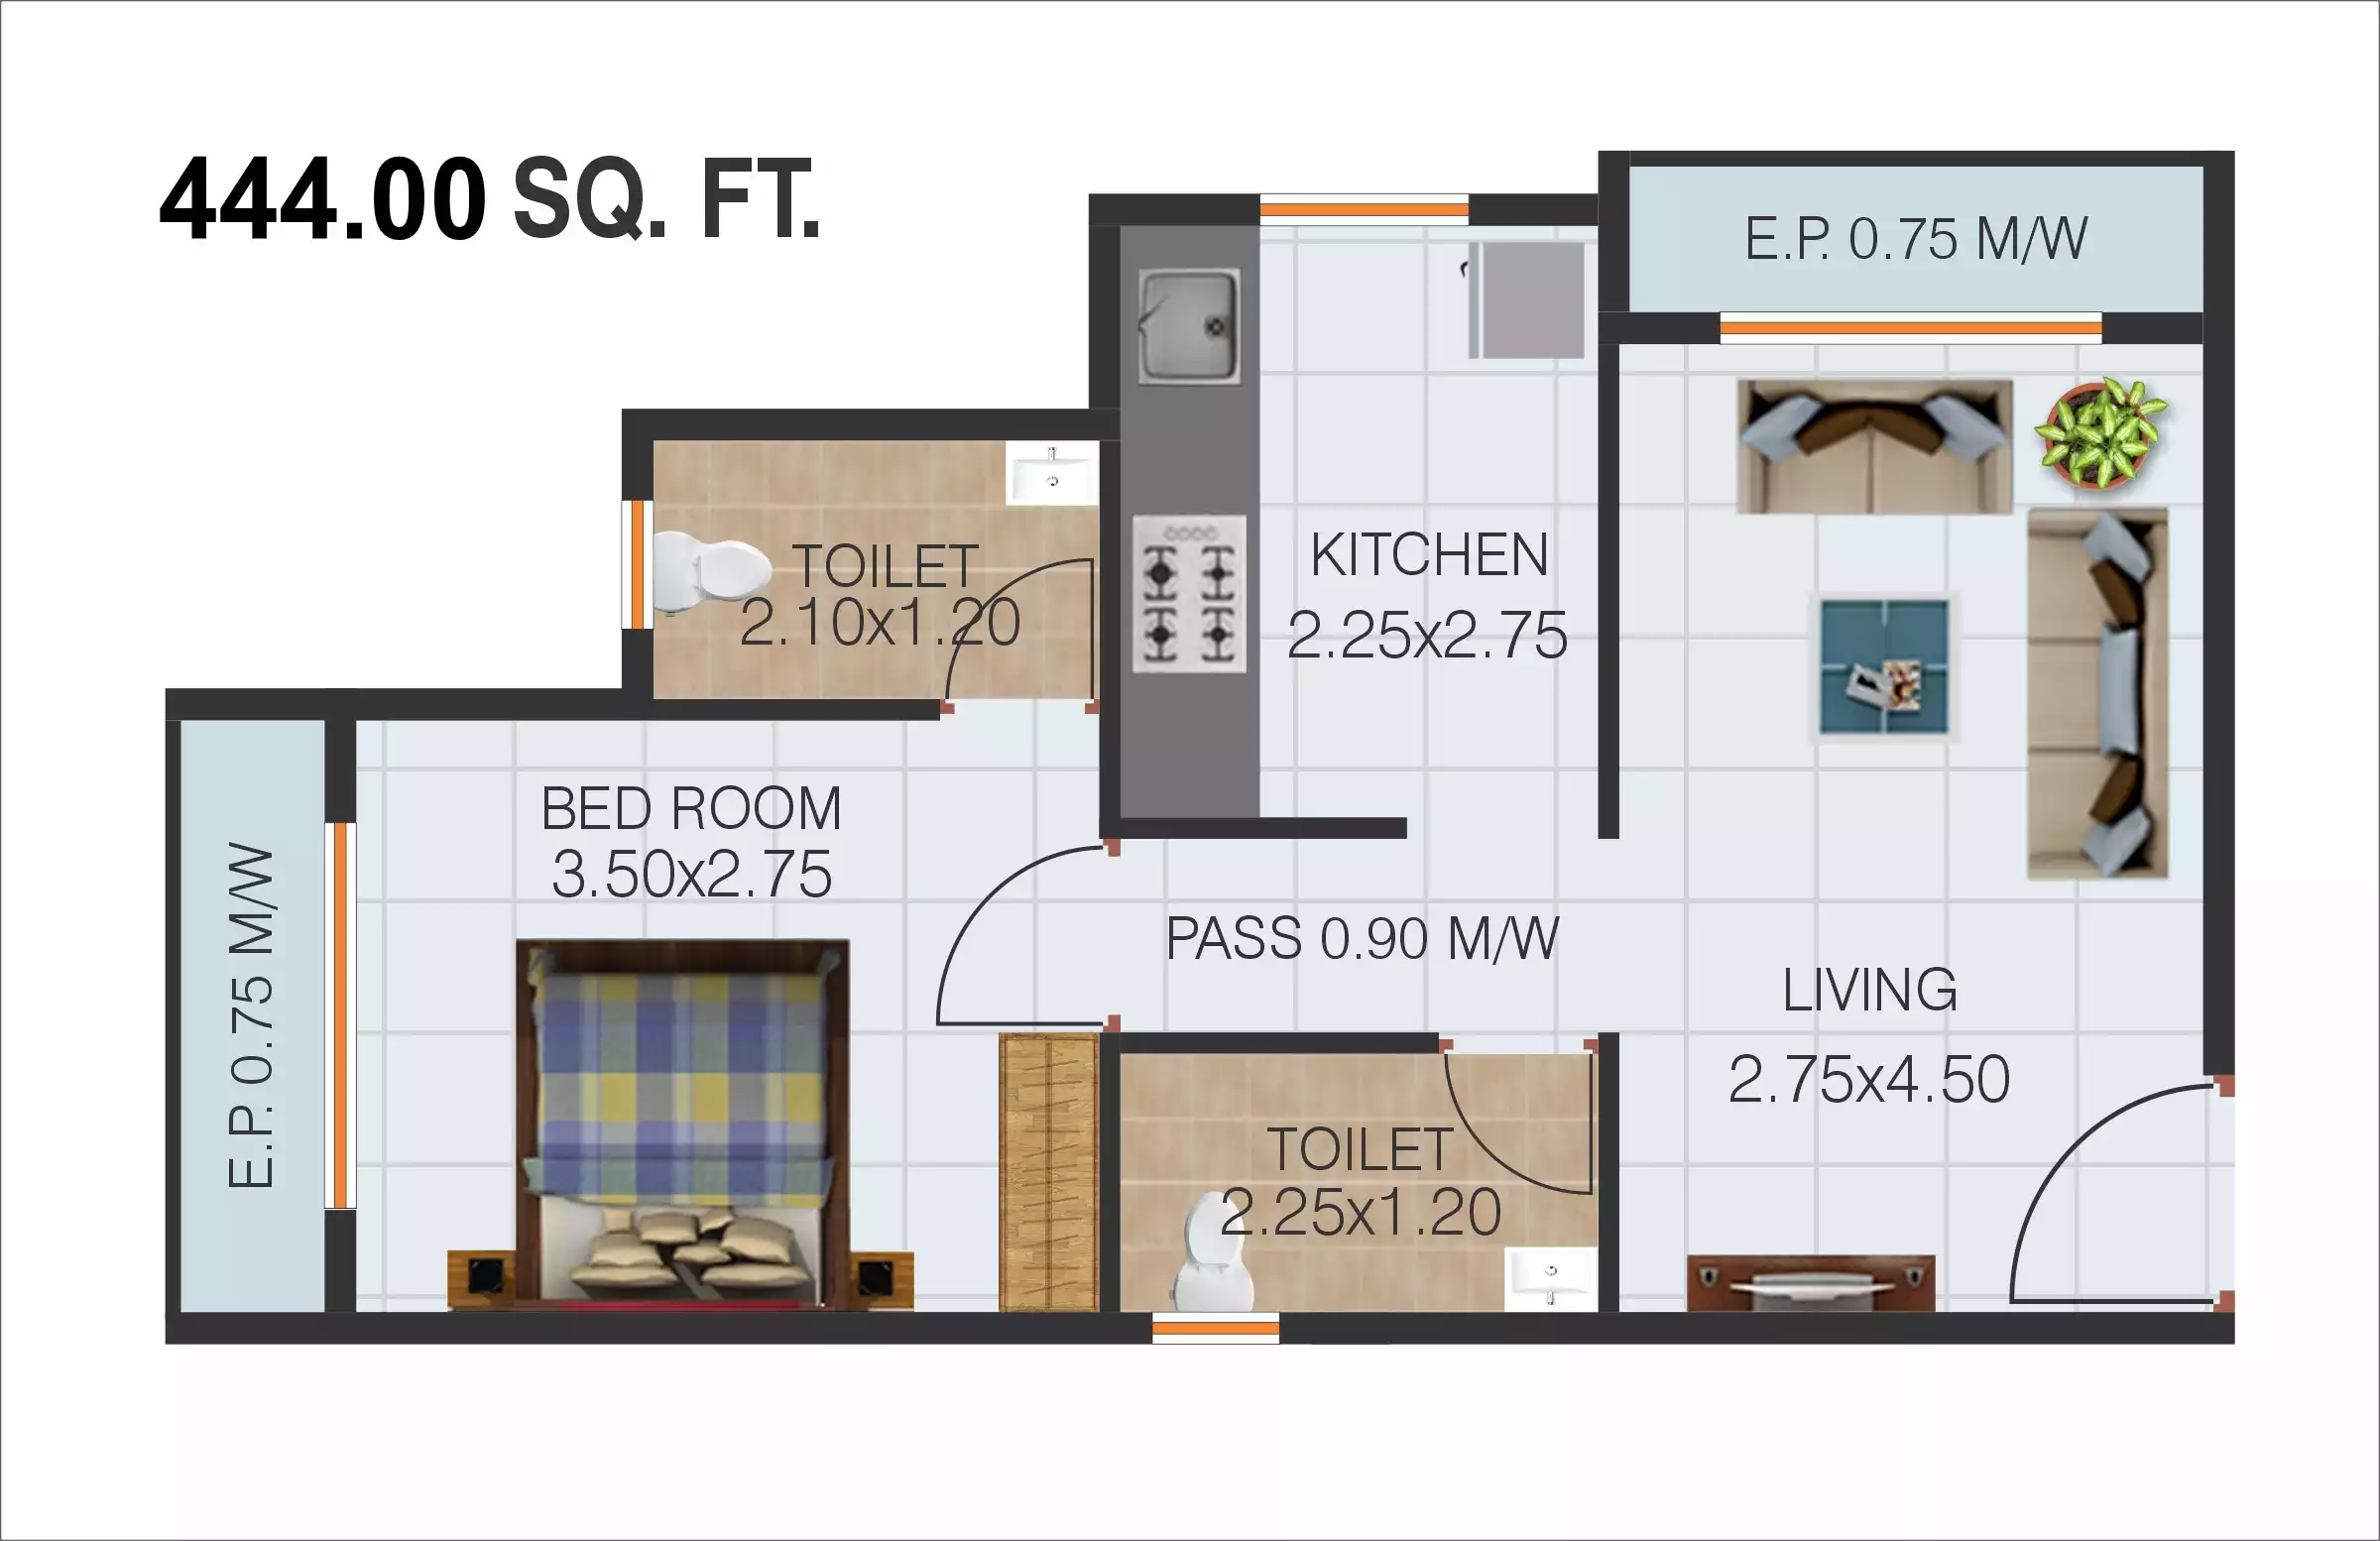 444.00 SQ. FT.
E.P. 0.75 M/W
KITCHEN
2.25x2.75
TOILET
2.10x1.20
BED ROOM
3.50x2.75
E.P. 0.75 M/W
PASS 0.90 M/W
LIVING
2.75x4.50
TOILET
2.25x1.20